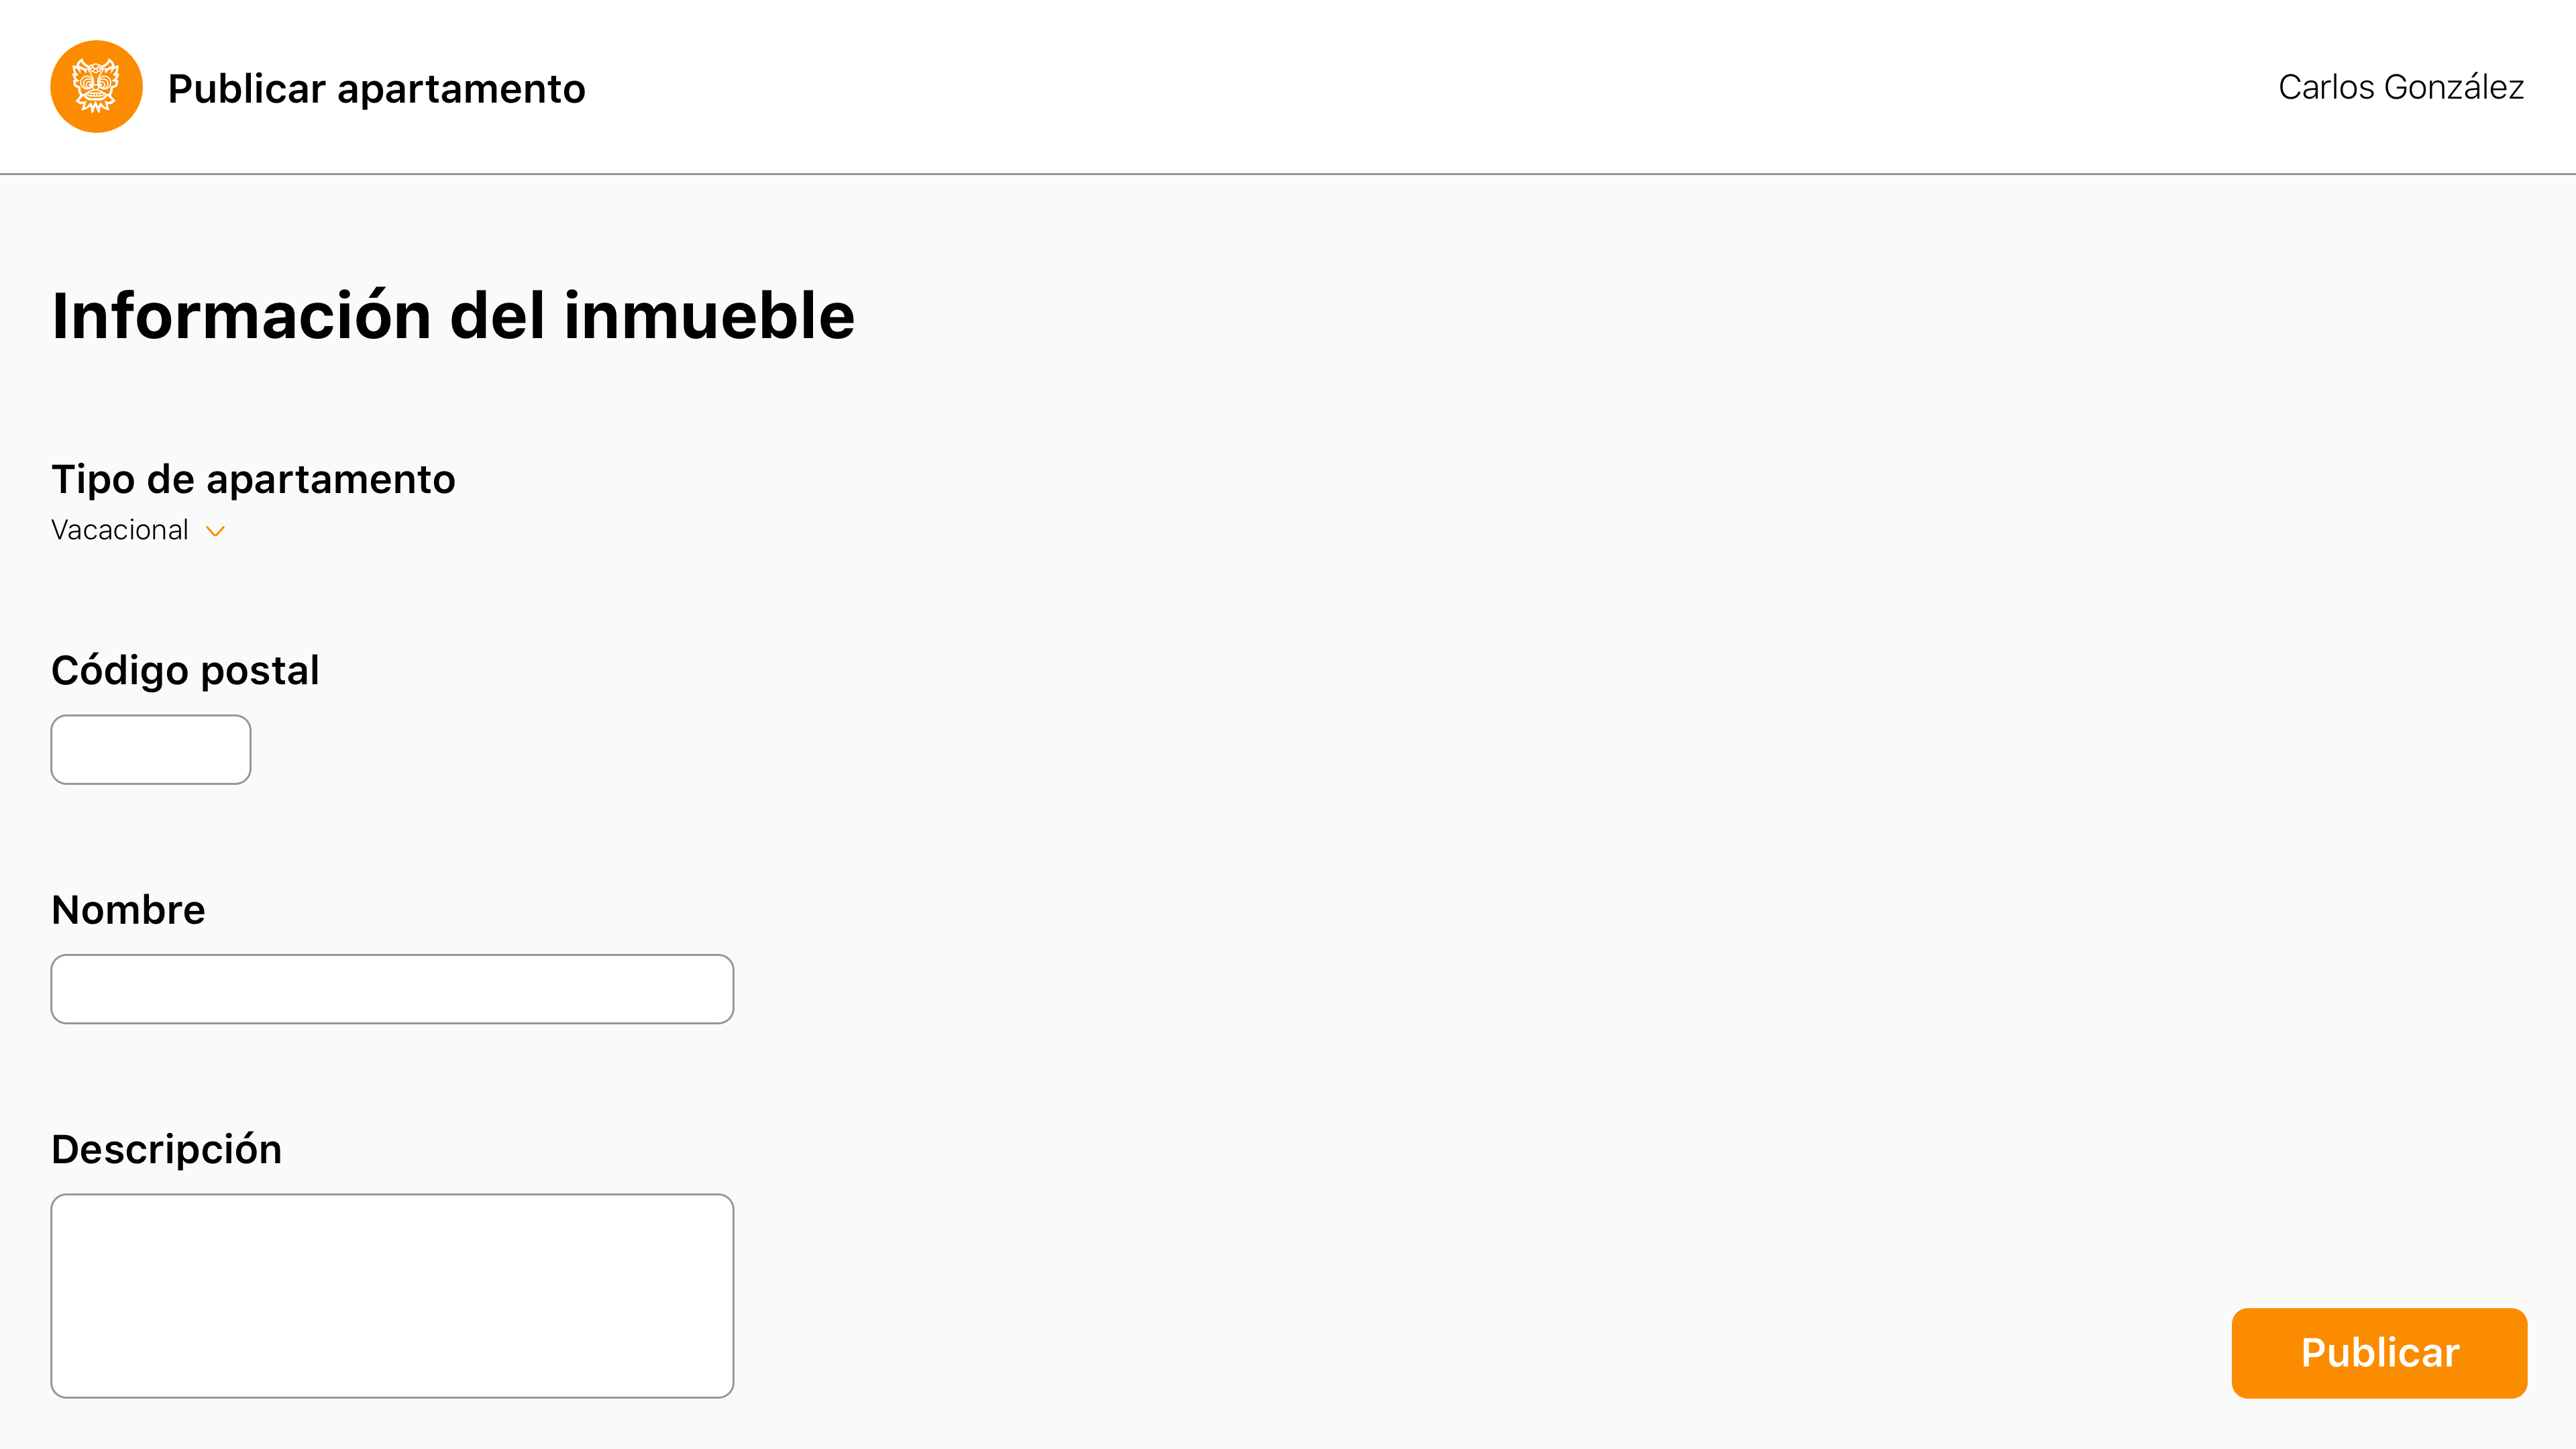 Publicar apartamento
Carlos González
Información del inmueble
Tipo de apartamento
Vacacional
Código postal
Nombre
Descripción
Publicar